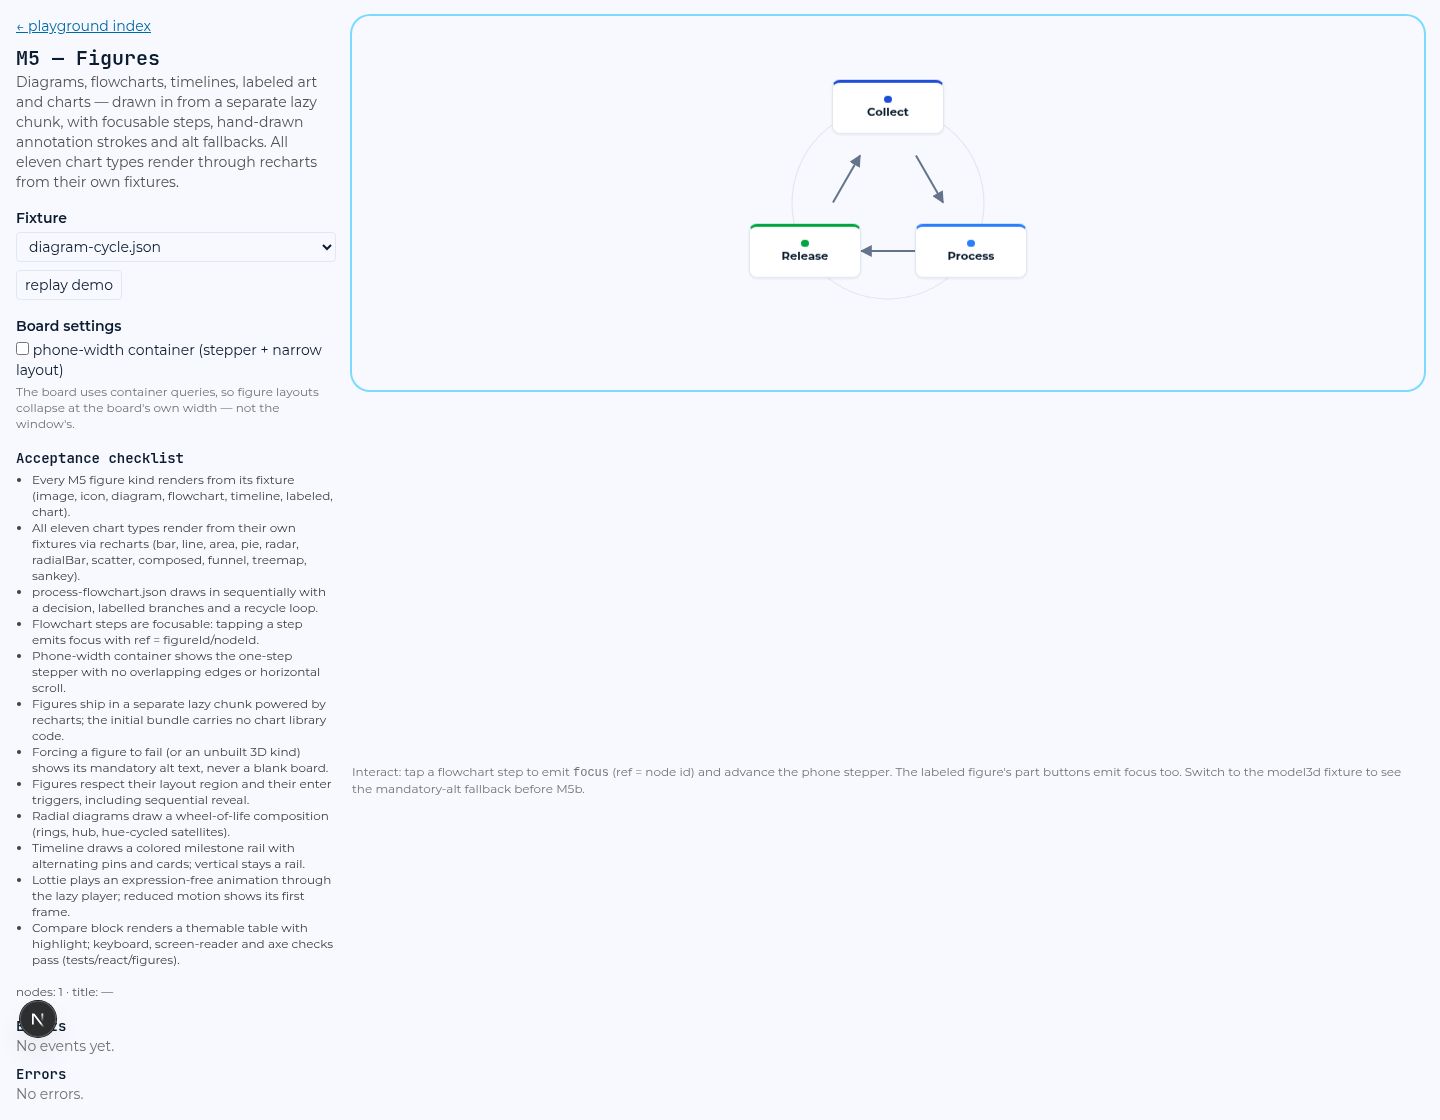 ← playground index
M5 — Figures
Diagrams, flowcharts, timelines, labeled art
and charts — drawn in from a separate lazy
chunk, with focusable steps, hand-drawn
annotation strokes and alt fallbacks. All
eleven chart types render through recharts
from their own fixtures.
Fixture
diagram-cycle.json
replay demo
Board settings
phone-width container (stepper + narrow
layout)
The board uses container queries, so figure layouts
collapse at the board's own width — not the
window's.
Acceptance checklist
• Every M5 figure kind renders from its fixture
(image, icon, diagram, flowchart, timeline, labeled,
chart).
• All eleven chart types render from their own
fixtures via recharts (bar, line, area, pie, radar,
radialBar, scatter, composed, funnel, treemap,
sankey).
• process-flowchart.json draws in sequentially with
a decision, labelled branches and a recycle loop.
• Flowchart steps are focusable: tapping a step
emits focus with ref = figureId/nodeId.
• Phone-width container shows the one-step
stepper with no overlapping edges or horizontal
scroll.
• Figures ship in a separate lazy chunk powered by
recharts; the initial bundle carries no chart library
code.
• Forcing a figure to fail (or an unbuilt 3D kind)
shows its mandatory alt text, never a blank board.
• Figures respect their layout region and their enter
triggers, including sequential reveal.
• Radial diagrams draw a wheel-of-life composition
(rings, hub, hue-cycled satellites).
• Timeline draws a colored milestone rail with
alternating pins and cards; vertical stays a rail.
• Lottie plays an expression-free animation through
the lazy player; reduced motion shows its first
frame.
• Compare block renders a themable table with
highlight; keyboard, screen-reader and axe checks
pass (tests/react/figures).
nodes: 1 · title: —
N
No events yet.
Errors
No errors.
Collect
Release
Process
Interact: tap a flowchart step to emit focus (ref = node id) and advance the phone stepper. The labeled figure's part buttons emit focus too. Switch to the model3d fixture to see
the mandatory-alt fallback before M5b.